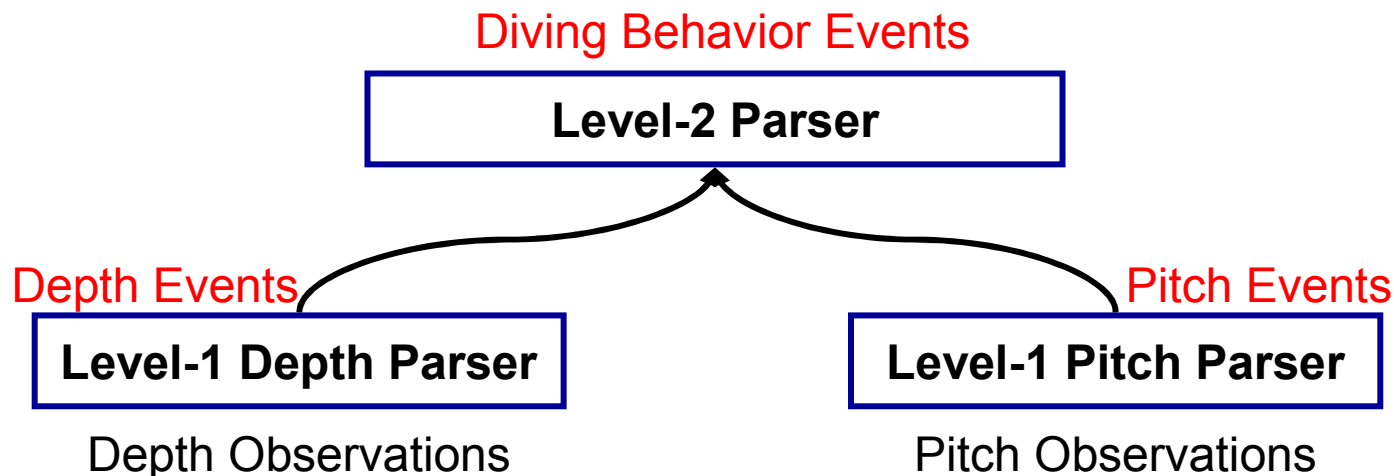 Diving Behavior Events
Level-2 Parser
Depth Events
Pitch Events
Level-1 Depth Parser
Level-1 Pitch Parser
Depth Observations
Pitch Observations